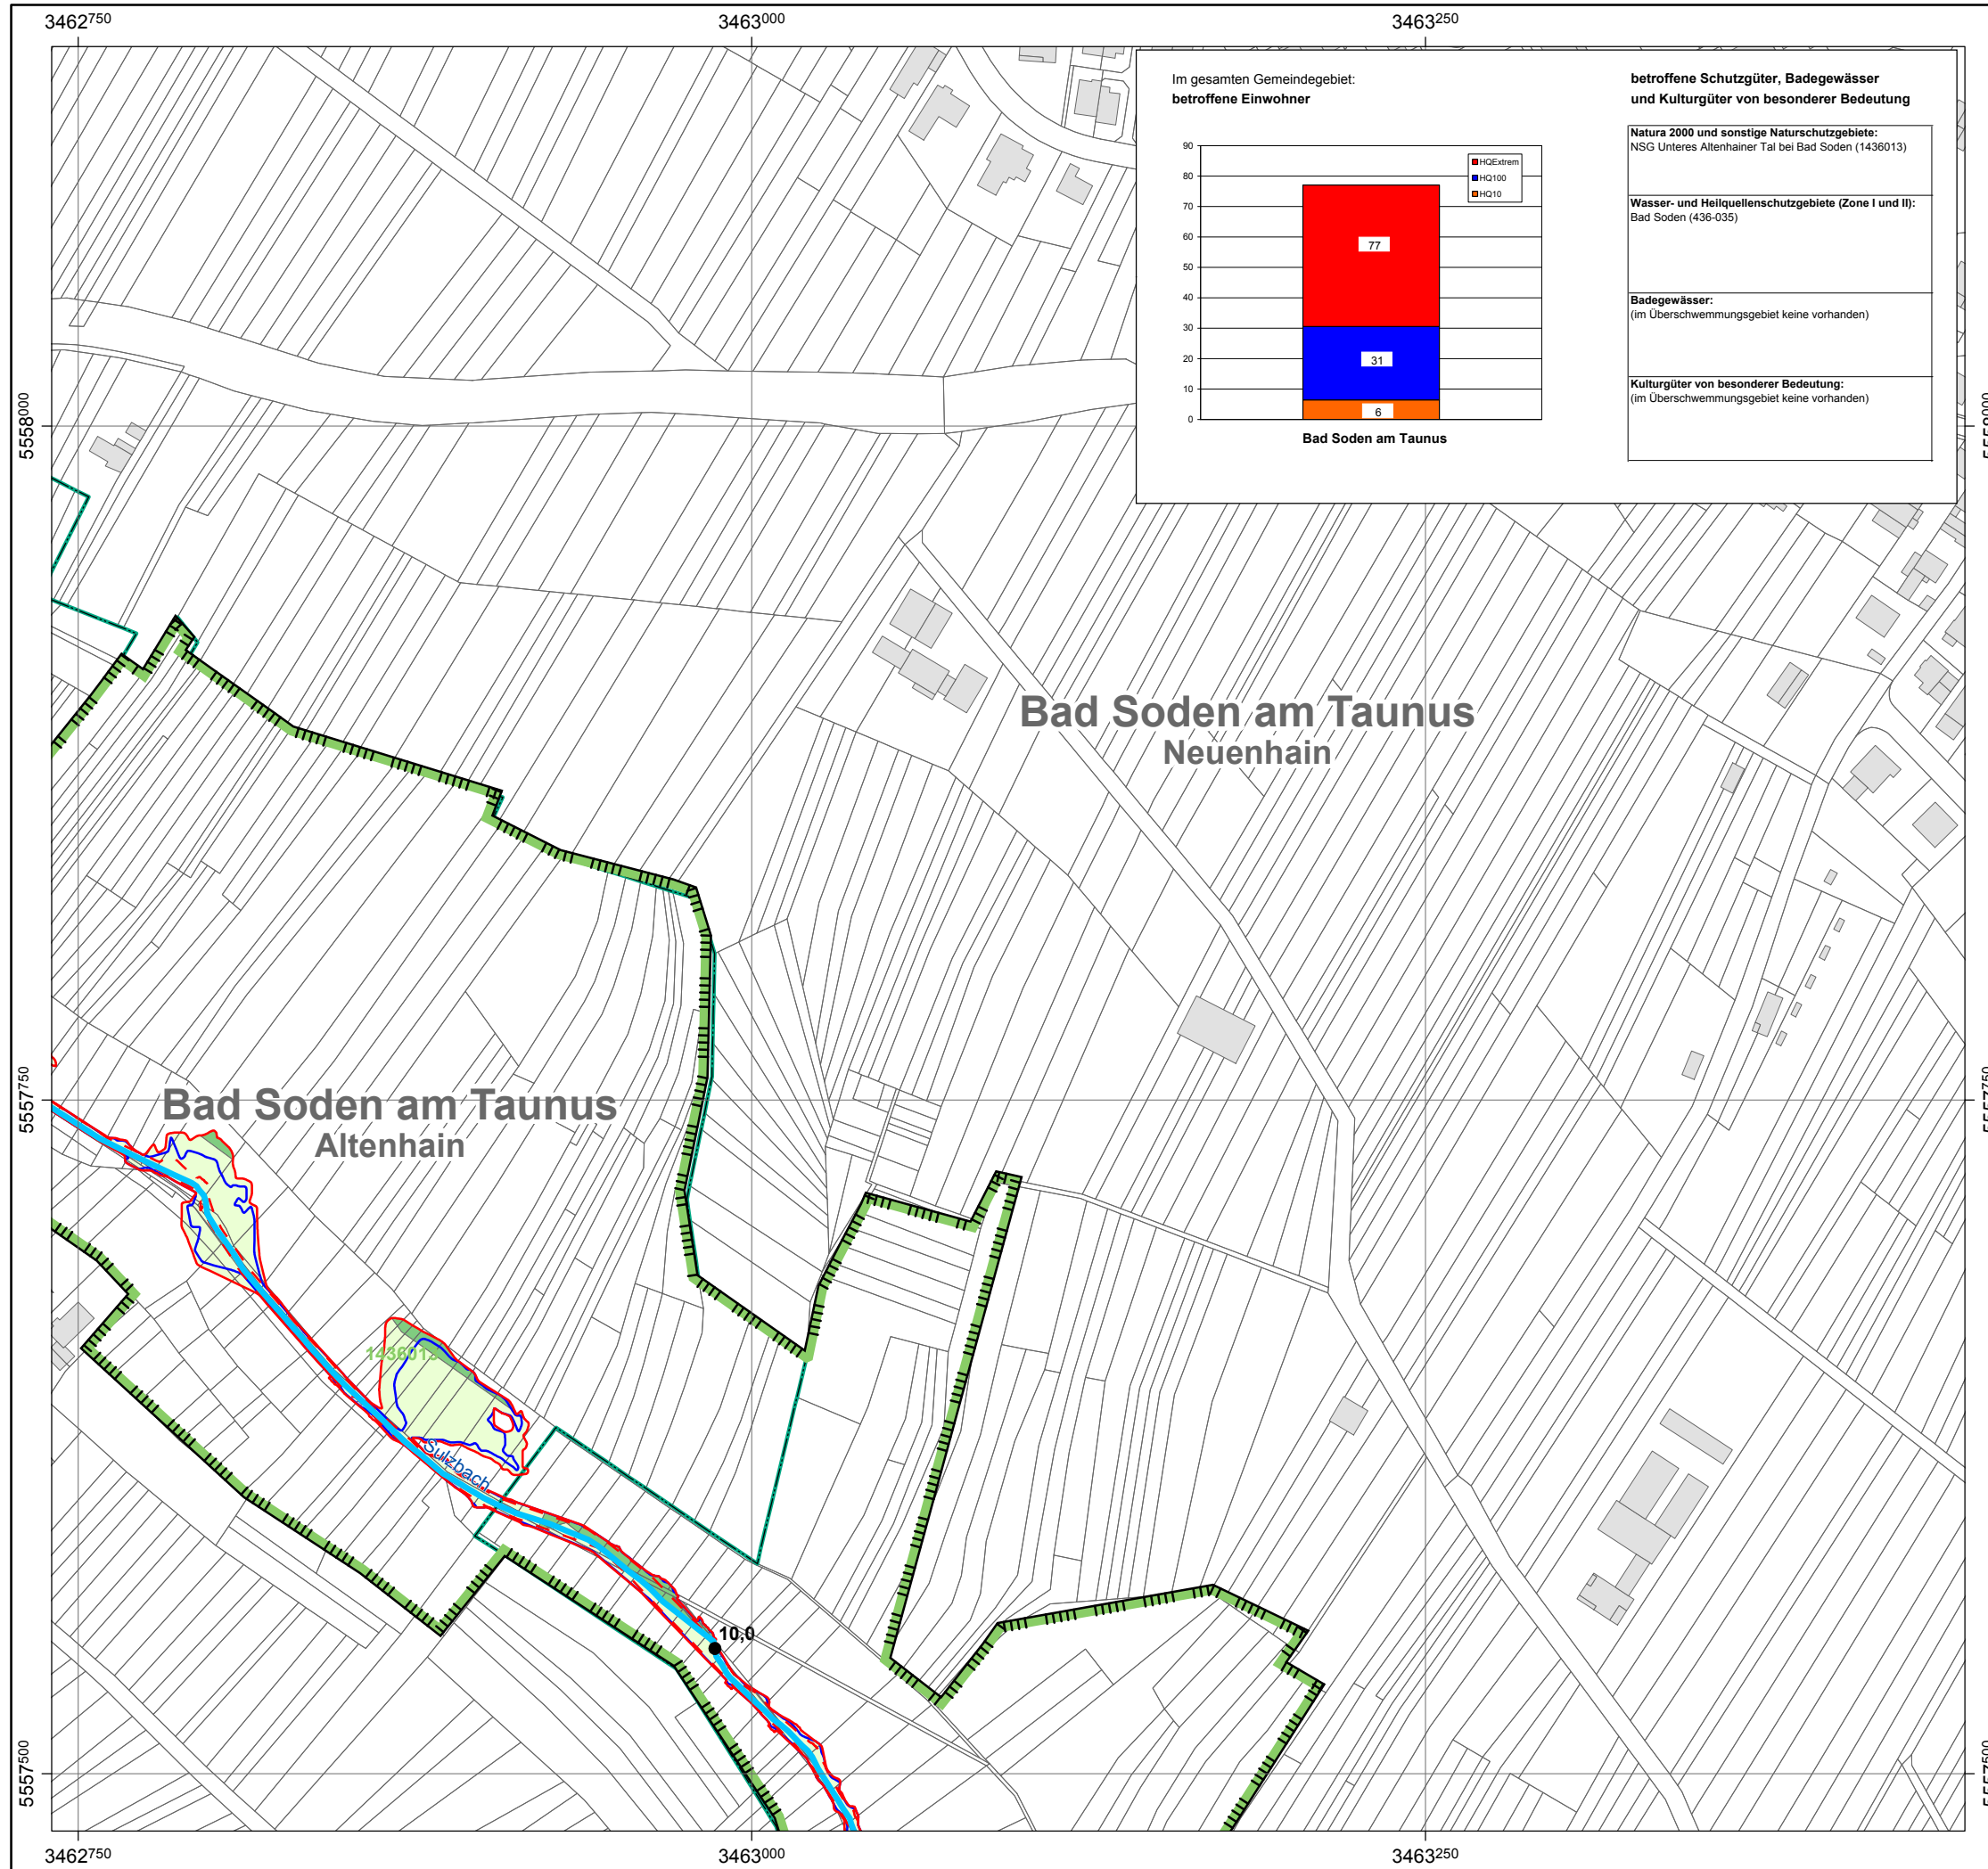 3462750 3463000 3463250
Im gesamten Gemeindegebiet:
betroffene Einwohner
90
80
70
60
50
40
30
20
10
0
HQExtrem
HQ100
HQ10
77
31
6
Bad Soden am Taunus
betroffene Schutzgüter, Badegewässer
und Kulturgüter von besonderer Bedeutung
Natura 2000 und sonstige Naturschutzgebiete:
NSG Unteres Altenhainer Tal bei Bad Soden (1436013)
Wasser- und Heilquellenschutzgebiete (Zone I und II):
Bad Soden (436-035)
Badegewässer:
(im Überschwemmungsgebiet keine vorhanden)
Kulturgüter von besonderer Bedeutung:
(im Überschwemmungsgebiet keine vorhanden)
5558000 5558000
Bad Soden am Taunus
Neuenhain
5557750 5557750
Bad Soden am Taunus
Altenhain
1436013
Sulzbach
10,0
5557500 5557500
3462750 3463000 3463250